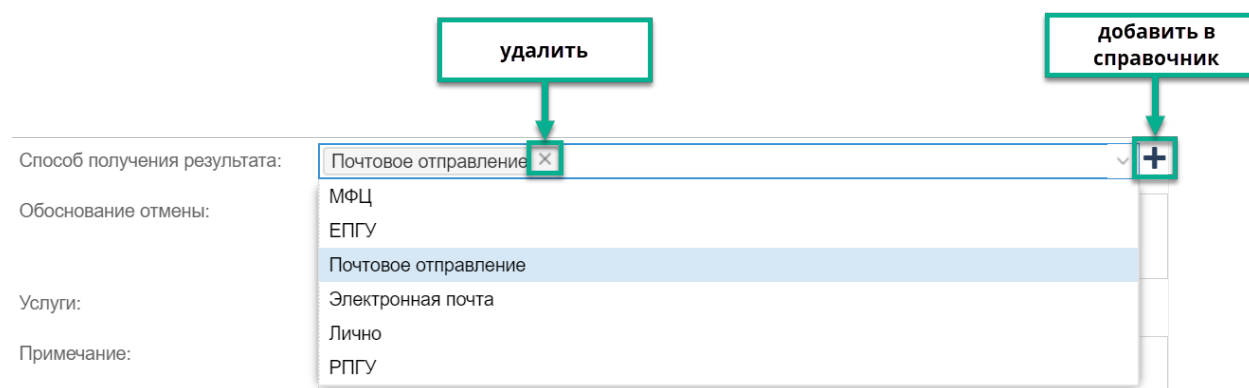 удалить
добавить в
справочник
Способ получения результата:
Почтовое отправление
МФЦ
Обоснование отмены:
ЕПГУ
Почтовое отправление
Услуги:
Электронная почта
Лично
Примечание:
РПГУ